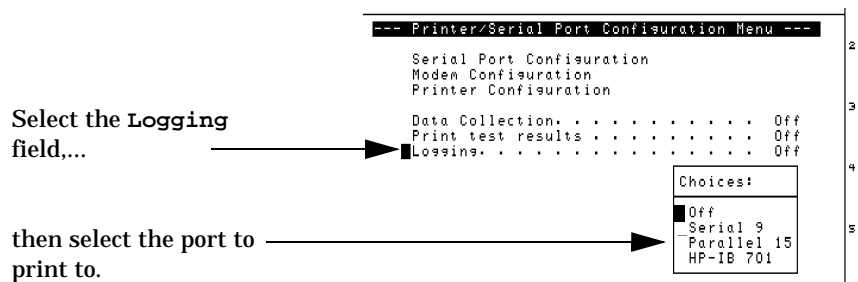 --- Printer/Serial Port Configuration Menu ---
2
Serial Port Configuration
Modem Configuration
Printer Configuration
3
Select the Logging
field,...
Data Collection. . . . . . . . . . . Off
Print test results . . . . . . . . . Off
Logging. . . . . . . . . . . . . . . Off
4
Choices:
Off
_Serial 9
Parallel 15
HP-IB 701
5
then select the port to
print to.